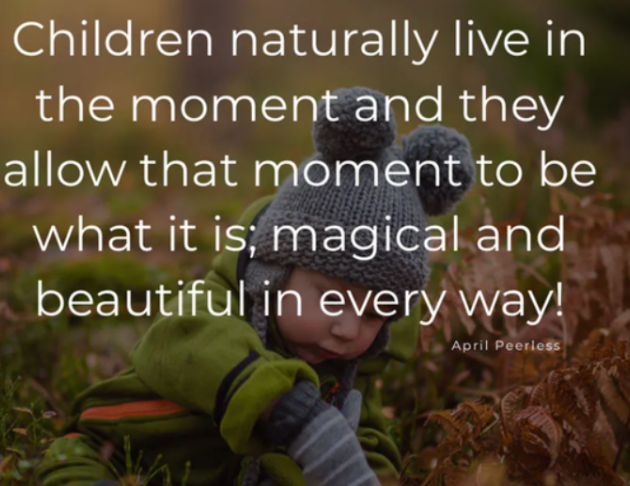 Children naturally live in
the moment and they
allow that moment to be
what it is; magical and
beautiful in every way!
April Peerless